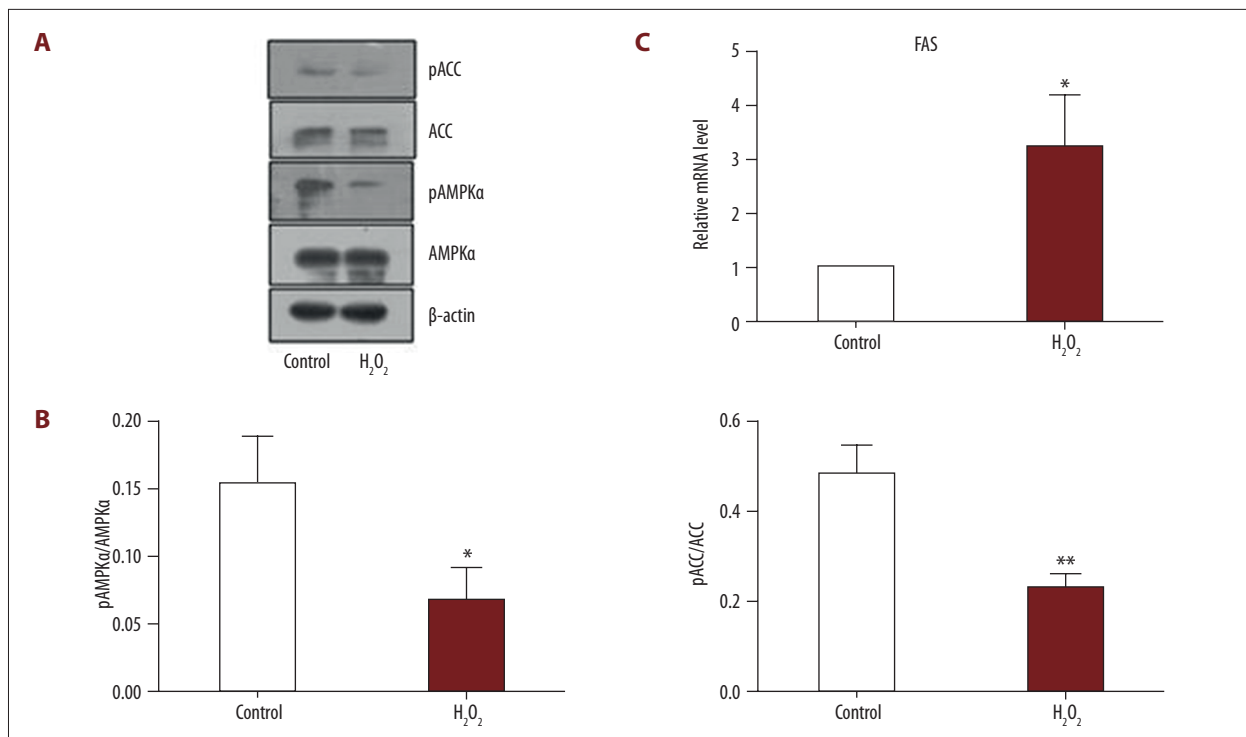 A
pACC
ACC
pAMPKα
AMPKα
β-actin
Control H₂O₂
B
pAMPKα/AMPKα
0.20
0.15
0.10
0.05
0.00
*
Control H₂O₂
pACC/ACC
0.6
0.4
0.2
0.0
**
Control H₂O₂
C
FAS
Relative mRNA level
5
4
3
2
1
0
*
Control H₂O₂